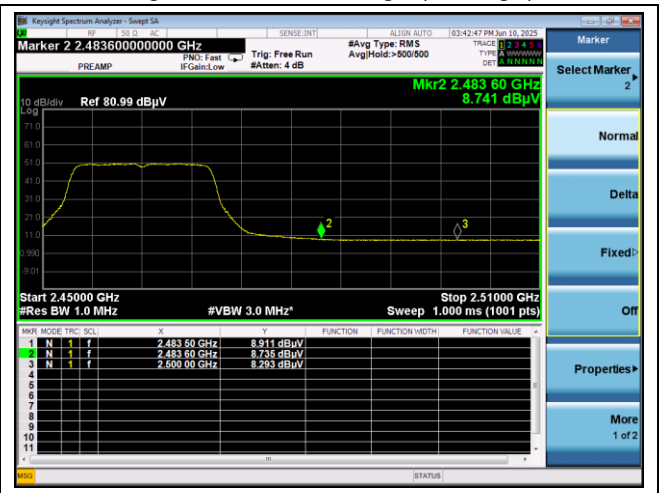 Keysight Spectrum Analyzer - Swept SA
RF 50 Ω AC SENSE:INT ALIGN AUTO 03:42:47 PM Jun 10, 2025
Marker 2 2.483600000000 GHz
PNO: Fast
IFGain:Low
PREAMP
Trig: Free Run
#Atten: 4 dB
#Avg Type: RMS
Avg|Hold:>500/500
TRACE 1 2 3 4 5 6
TYPE A WWWWW
DET A N N N N N
Mkr2 2.483 60 GHz
8.741 dBµV
10 dB/div Ref 80.99 dBµV
Log
71.0
61.0
51.0
41.0
31.0
21.0
11.0
0.990
-9.01
2
3
Start 2.45000 GHz Stop 2.51000 GHz
#Res BW 1.0 MHz #VBW 3.0 MHz* Sweep 1.000 ms (1001 pts)
MKR MODE TRC SCL X Y FUNCTION FUNCTION WIDTH FUNCTION VALUE
1 N 1 f 2.483 50 GHz 8.911 dBµV
2 N 1 f 2.483 60 GHz 8.735 dBµV
3 N 1 f 2.500 00 GHz 8.293 dBµV
4
5
6
7
8
9
10
11
MSG STATUS
Marker
Select Marker
2
Normal
Delta
Fixed
Off
Properties
More
1 of 2